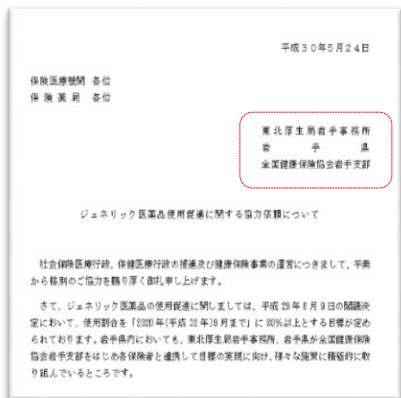 平成30年5月24日
保険医療機関 各位
保 険 薬 局 各位
東北厚生局岩手事務所
岩 手 県
全国健康保険協会岩手支部
ジェネリック医薬品使用促進に関する協力依頼について
社会保険医療行政、保健医療行政の推進及び健康保険事業の運営につきまして、平素
から格別のご協力を賜り厚く御礼申し上げます。
さて、ジェネリック医薬品の使用促進に関しましては、平成 29 年 6 月 9 日の閣議決
定において、使用割合を「2020 年(平成 32 年)9 月まで」に 80%以上とする目標が定め
られております。岩手県内においても、東北厚生局岩手事務所、岩手県が全国健康保険
協会岩手支部をはじめ各保険者と連携して目標の実現に向け、様々な施策に積極的に取
り組んでいるところです。